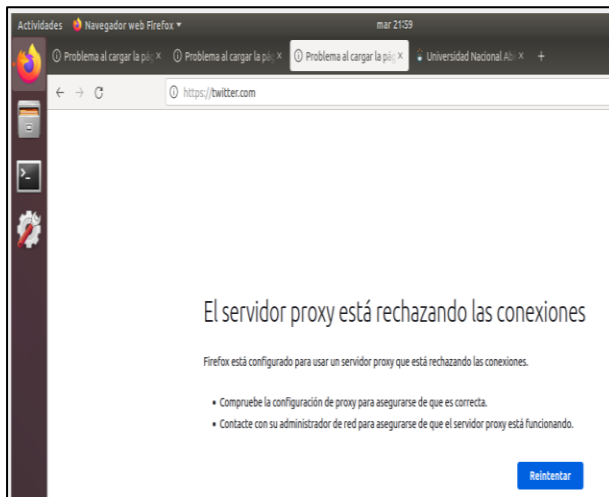 Actividades Navegador web Firefox mar 21:59
Problema al cargar la pág Problema al cargar la pág Problema al cargar la pág Universidad Nacional Ab
https://twitter.com
El servidor proxy está rechazando las conexiones
Firefox está configurado para usar un servidor proxy que está rechazando las conexiones.
• Compruebe la configuración de proxy para asegurarse de que es correcta.
• Contacte con su administrador de red para asegurarse de que el servidor proxy está funcionando.
Reintentar